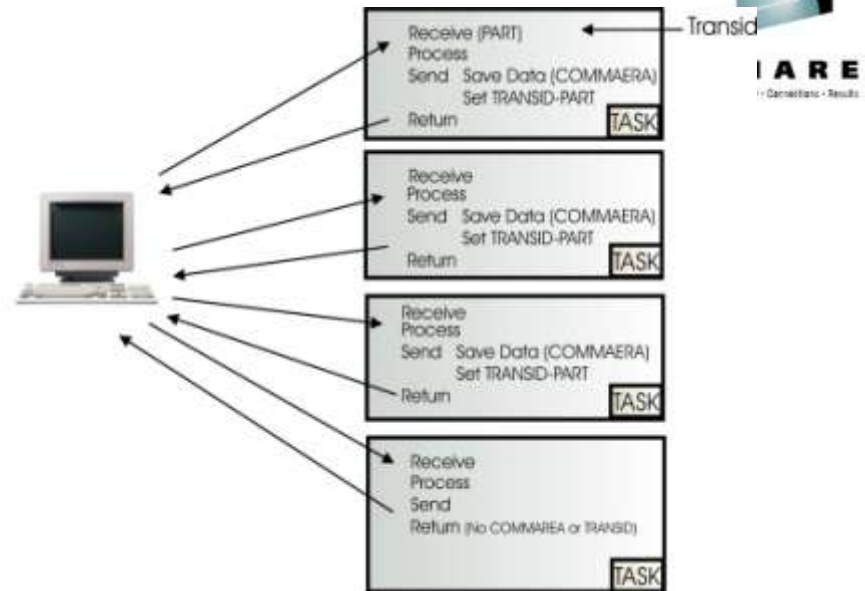 Receive (PART)
Process
Send Save Data (COMMAERA)
Set TRANSID-PART
Return
TASK
Transid
ARE
Connections • Results
Receive
Process
Send Save Data (COMMAERA)
Set TRANSID-PART
Return
TASK
Receive
Process
Send Save Data (COMMAERA)
Set TRANSID-PART
Return
TASK
Receive
Process
Send
Return (No COMMAREA or TRANSID)
TASK